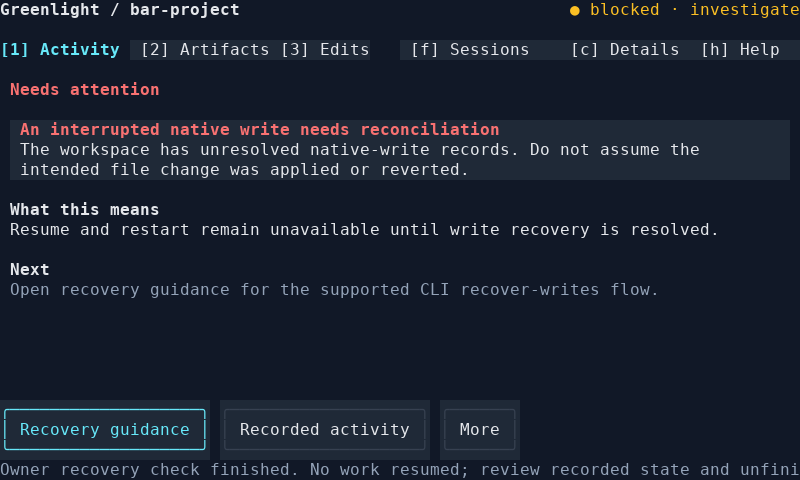 Greenlight / bar-project ● blocked · investigate
[1] Activity [2] Artifacts [3] Edits [f] Sessions [c] Details [h] Help
Needs attention
An interrupted native write needs reconciliation
The workspace has unresolved native-write records. Do not assume the
intended file change was applied or reverted.
What this means
Resume and restart remain unavailable until write recovery is resolved.
Next
Open recovery guidance for the supported CLI recover-writes flow.
Recovery guidance Recorded activity More
Owner recovery check finished. No work resumed; review recorded state and unfini